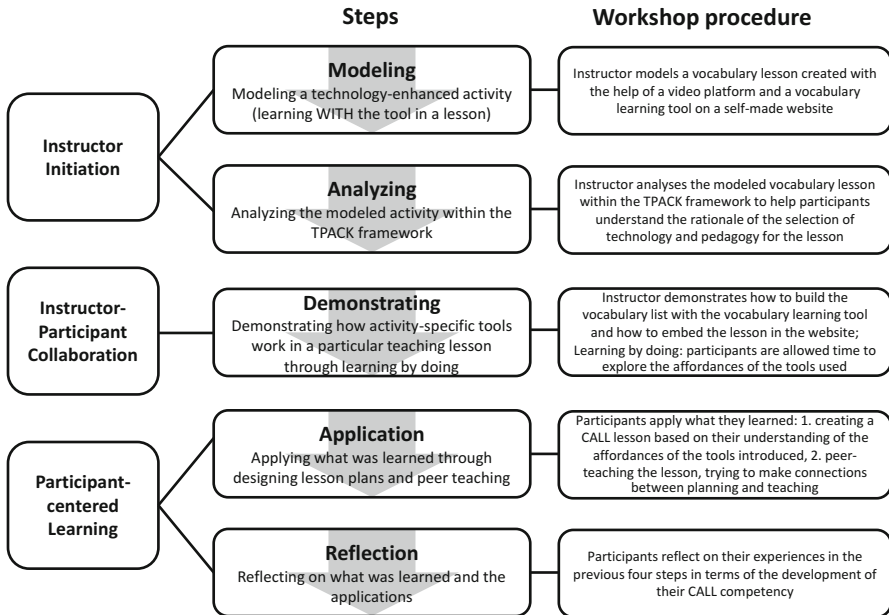 Steps
Workshop procedure
Instructor
Initiation
Modeling
Modeling a technology-enhanced activity
(learning WITH the tool in a lesson)
Instructor models a vocabulary lesson created with
the help of a video platform and a vocabulary
learning tool on a self-made website
Analyzing
Analyzing the modeled activity within the
TPACK framework
Instructor analyses the modeled vocabulary lesson
within the TPACK framework to help participants
understand the rationale of the selection of
technology and pedagogy for the lesson
Instructor-
Participant
Collaboration
Demonstrating
Demonstrating how activity-specific tools
work in a particular teaching lesson
through learning by doing
Instructor demonstrates how to build the
vocabulary list with the vocabulary learning tool
and how to embed the lesson in the website;
Learning by doing: participants are allowed time to
explore the affordances of the tools used
Participant-
centered
Learning
Application
Applying what was learned through
designing lesson plans and peer teaching
Participants apply what they learned: 1. creating a
CALL lesson based on their understanding of the
affordances of the tools introduced, 2. peer-
teaching the lesson, trying to make connections
between planning and teaching
Reflection
Reflecting on what was learned and the
applications
Participants reflect on their experiences in the
previous four steps in terms of the development of
their CALL competency